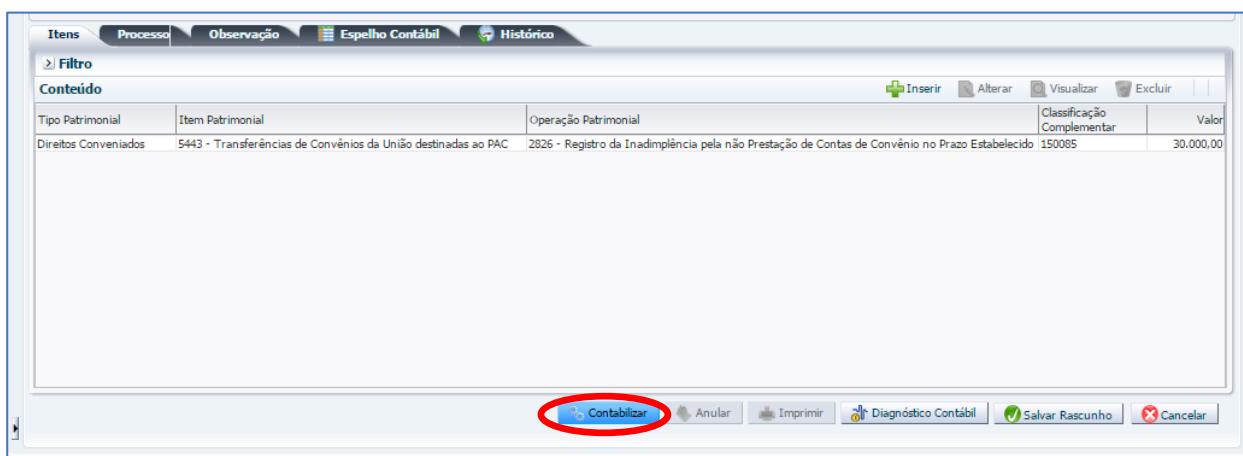 Itens Processo Observação Espelho Contábil Histórico
Filtro
Conteúdo Inserir Alterar Visualizar Excluir
Tipo Patrimonial Item Patrimonial Operação Patrimonial Classificação Complementar Valor
Direitos Conveniados 5443 - Transferências de Convênios da União destinadas ao PAC 2826 - Registro da Inadimplência pela não Prestação de Contas de Convênio no Prazo Estabelecido 150085 30.000,00
Contabilizar Anular Imprimir Diagnóstico Contábil Salvar Rascunho Cancelar